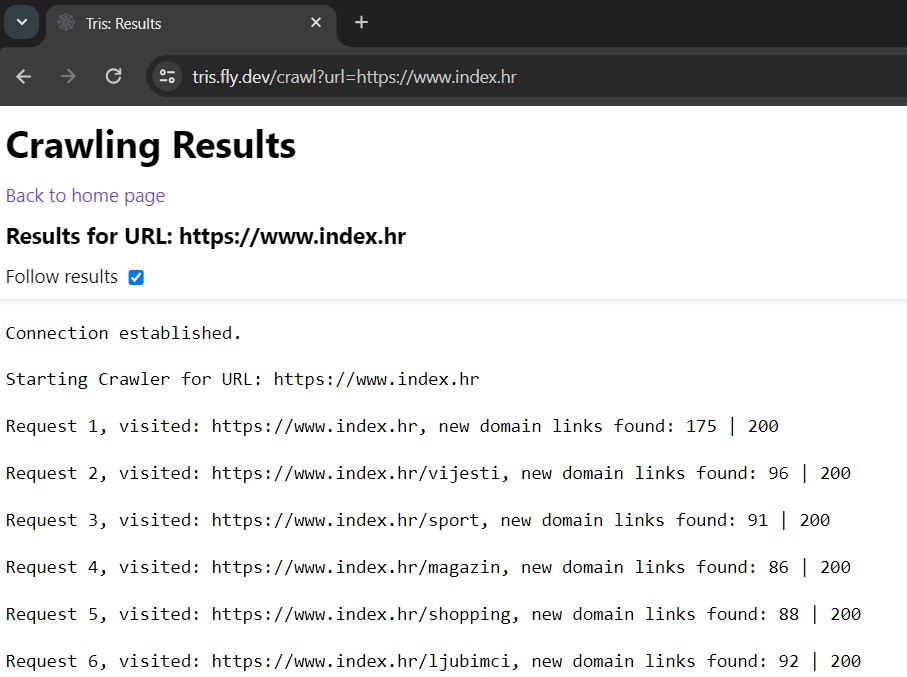 Tris: Results
tris.fly.dev/crawl?url=https://www.index.hr
Crawling Results
Back to home page
Results for URL: https://www.index.hr
Follow results
Connection established.
Starting Crawler for URL: https://www.index.hr
Request 1, visited: https://www.index.hr, new domain links found: 175 | 200
Request 2, visited: https://www.index.hr/vijesti, new domain links found: 96 | 200
Request 3, visited: https://www.index.hr/sport, new domain links found: 91 | 200
Request 4, visited: https://www.index.hr/magazin, new domain links found: 86 | 200
Request 5, visited: https://www.index.hr/shopping, new domain links found: 88 | 200
Request 6, visited: https://www.index.hr/ljubimci, new domain links found: 92 | 200